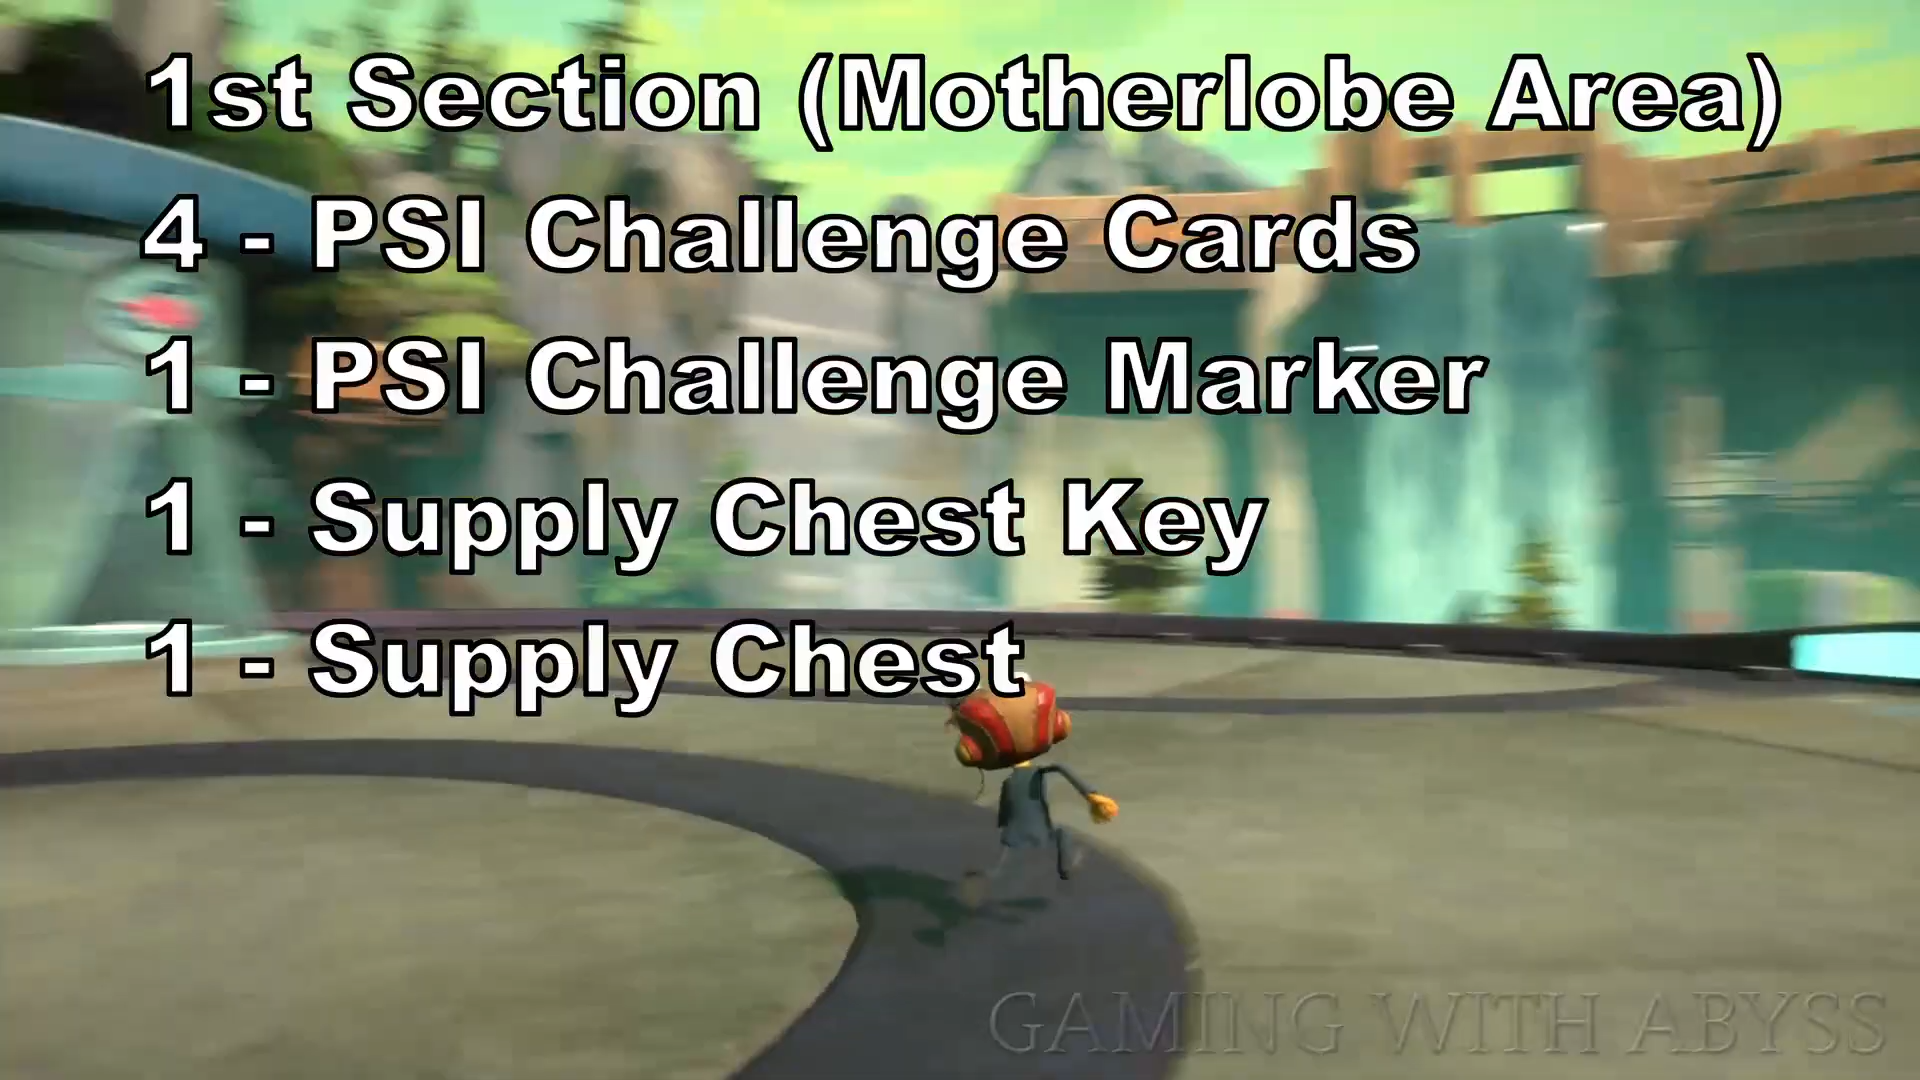 1st Section (Motherlobe Area)
4 - PSI Challenge Cards
1 - PSI Challenge Marker
1 - Supply Chest Key
1 - Supply Chest
GAMING WITH ABYSS